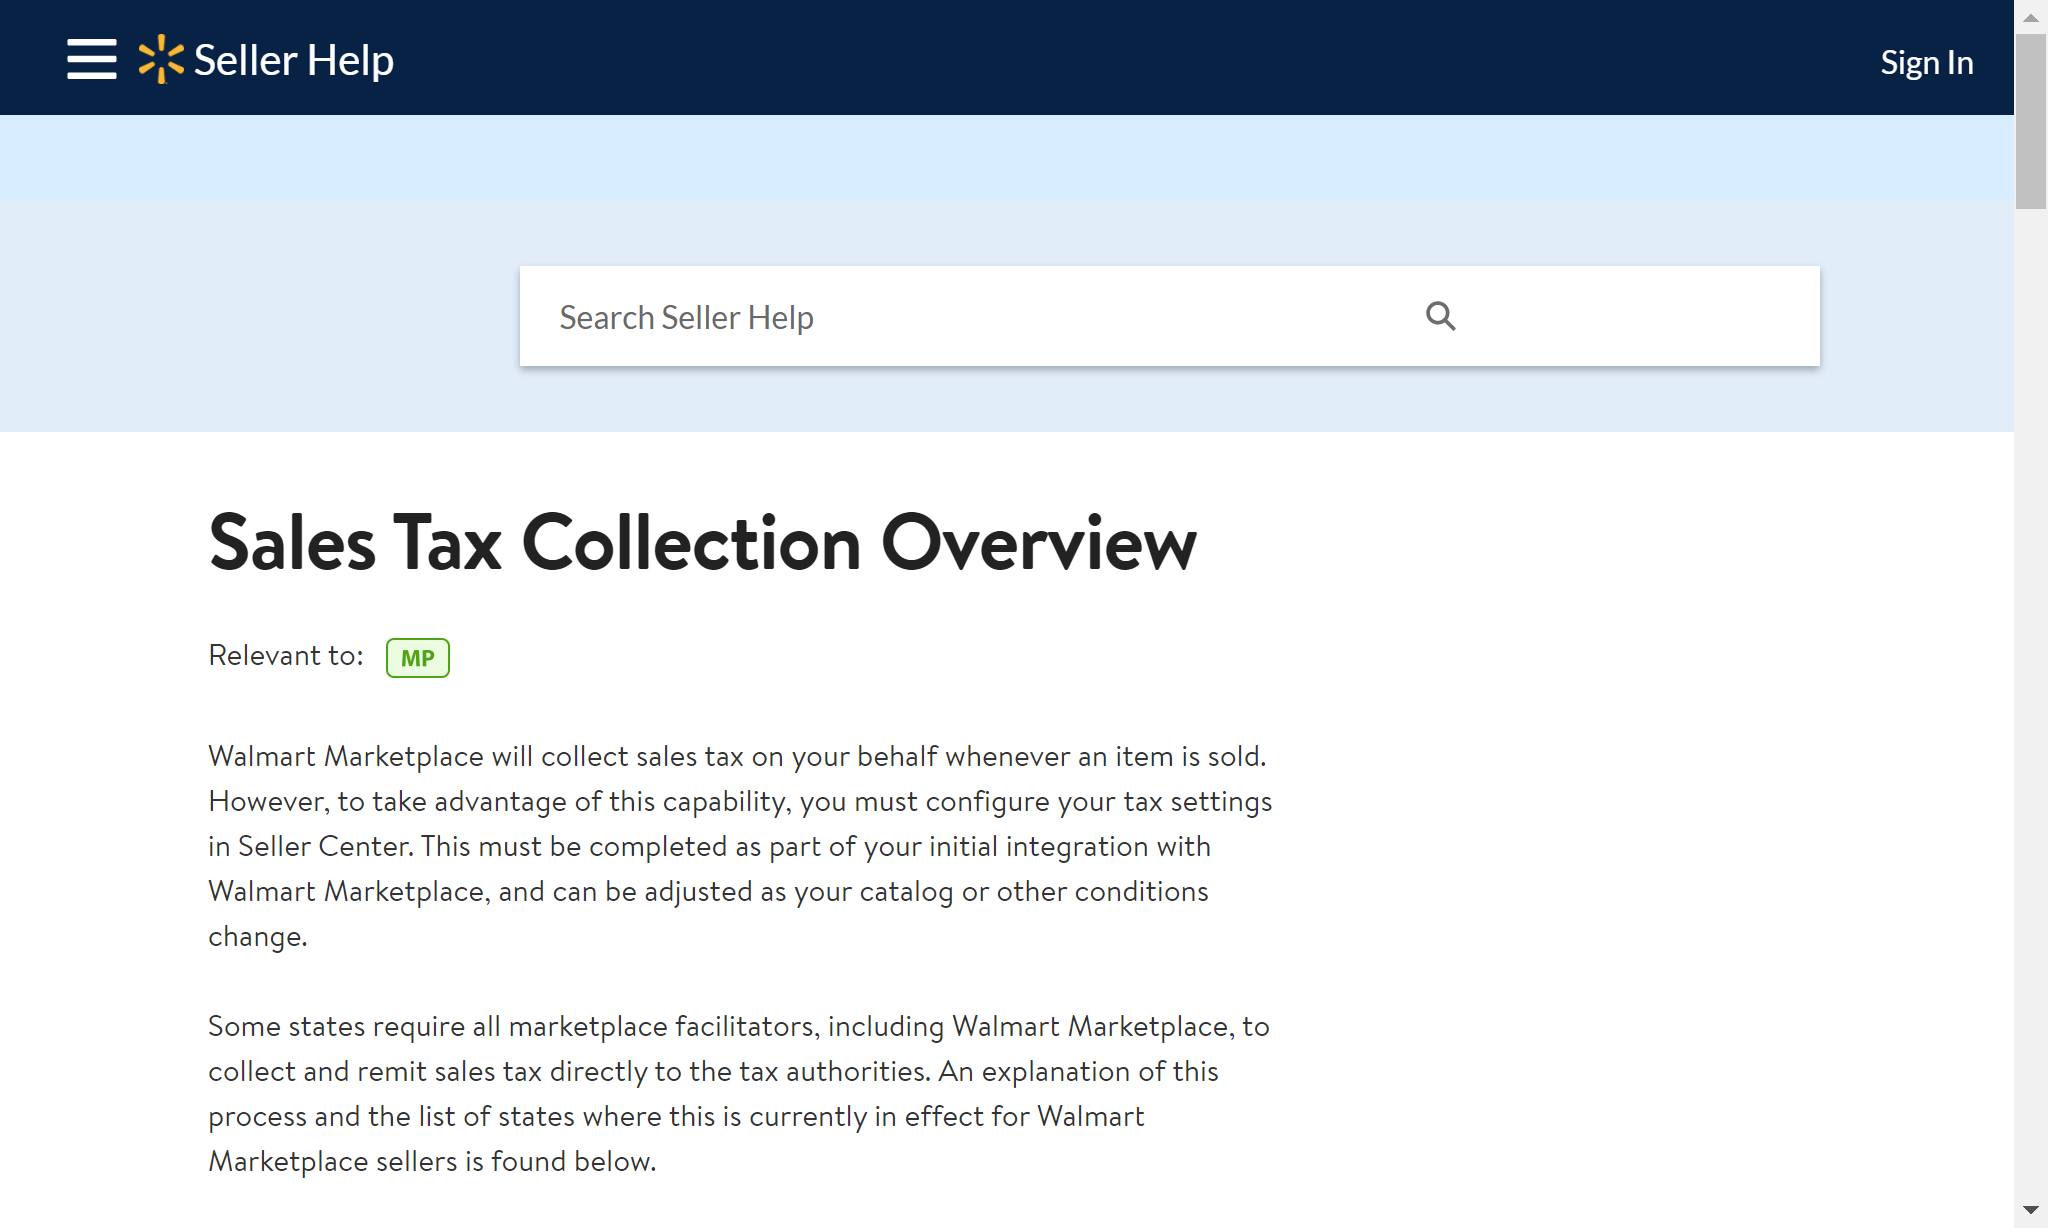 Seller Help
Sign In
Search Seller Help
Sales Tax Collection Overview
Relevant to: MP
Walmart Marketplace will collect sales tax on your behalf whenever an item is sold.
However, to take advantage of this capability, you must configure your tax settings
in Seller Center. This must be completed as part of your initial integration with
Walmart Marketplace, and can be adjusted as your catalog or other conditions
change.
Some states require all marketplace facilitators, including Walmart Marketplace, to
collect and remit sales tax directly to the tax authorities. An explanation of this
process and the list of states where this is currently in effect for Walmart
Marketplace sellers is found below.